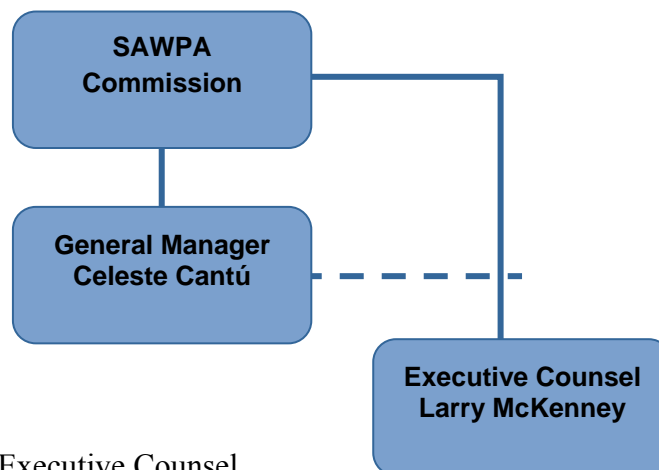 SAWPA
Commission
General Manager
Celeste Cantú
Executive Counsel
Larry McKenney
Executive Counsel